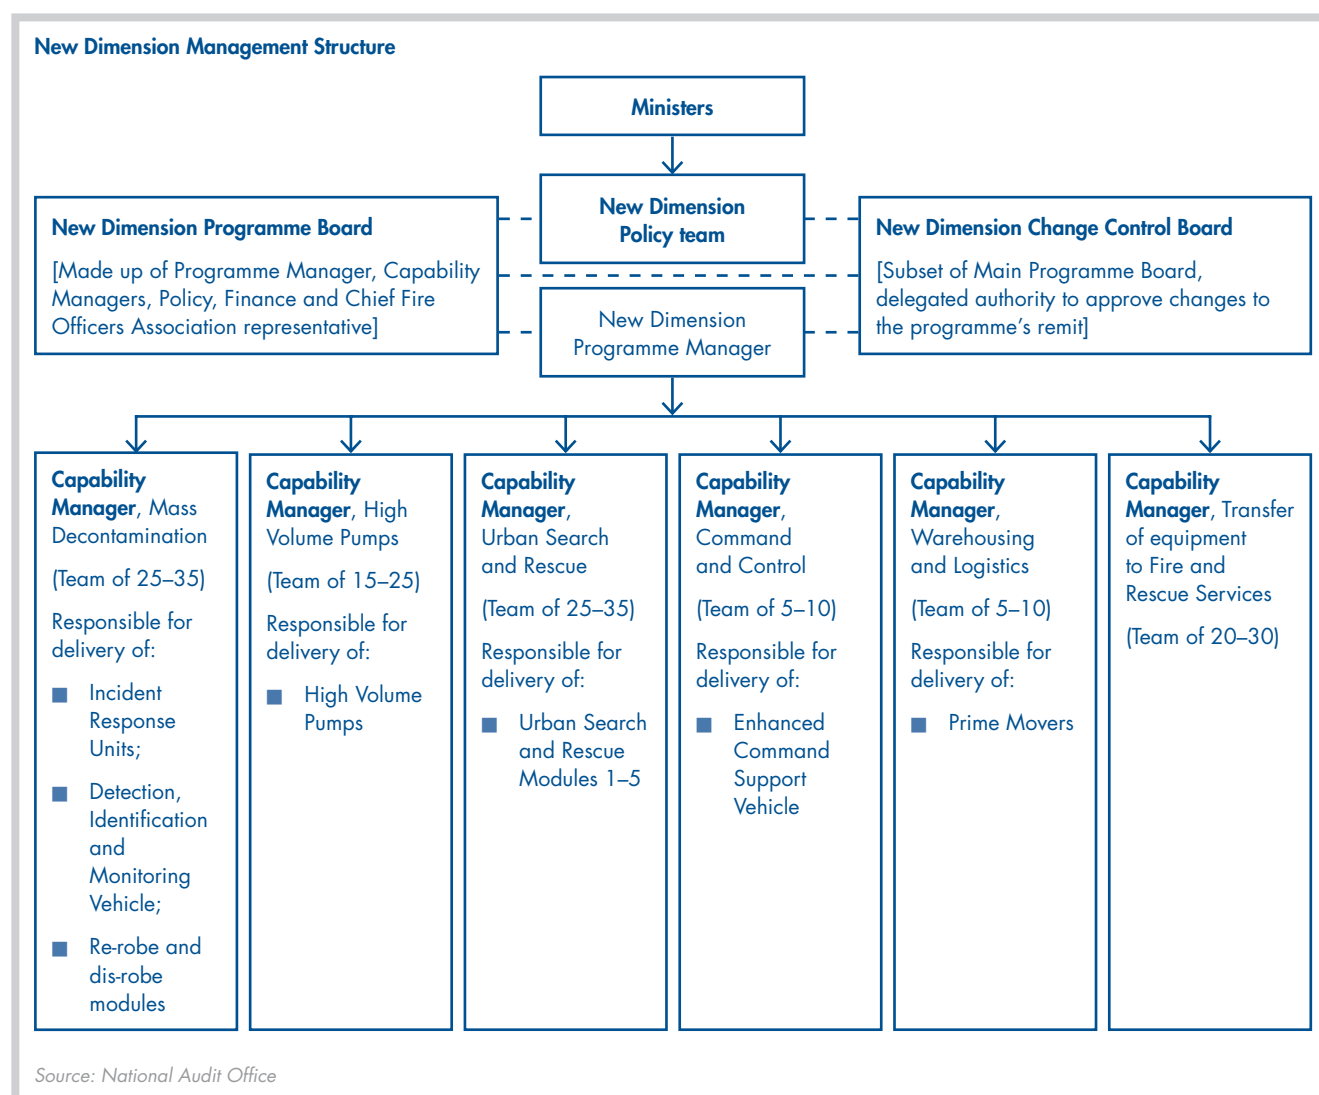 New Dimension Management Structure
Ministers
New Dimension
Policy team
New Dimension Programme Board
[Made up of Programme Manager, Capability
Managers, Policy, Finance and Chief Fire
Officers Association representative]
New Dimension Change Control Board
[Subset of Main Programme Board,
delegated authority to approve changes to
the programme’s remit]
New Dimension
Programme Manager
Capability
Manager, Mass
Decontamination
(Team of 25–35)
Responsible for
delivery of:
■ Incident
Response
Units;
■ Detection,
Identification
and
Monitoring
Vehicle;
■ Re-robe and
dis-robe
modules
Capability
Manager, High
Volume Pumps
(Team of 15–25)
Responsible for
delivery of:
■ High Volume
Pumps
Capability
Manager,
Urban Search
and Rescue
(Team of 25–35)
Responsible for
delivery of:
■ Urban Search
and Rescue
Modules 1–5
Capability
Manager,
Command
and Control
(Team of 5–10)
Responsible for
delivery of:
■ Enhanced
Command
Support
Vehicle
Capability
Manager,
Warehousing
and Logistics
(Team of 5–10)
Responsible for
delivery of:
■ Prime Movers
Capability
Manager, Transfer
of equipment
to Fire and
Rescue Services
(Team of 20–30)
Source: National Audit Office